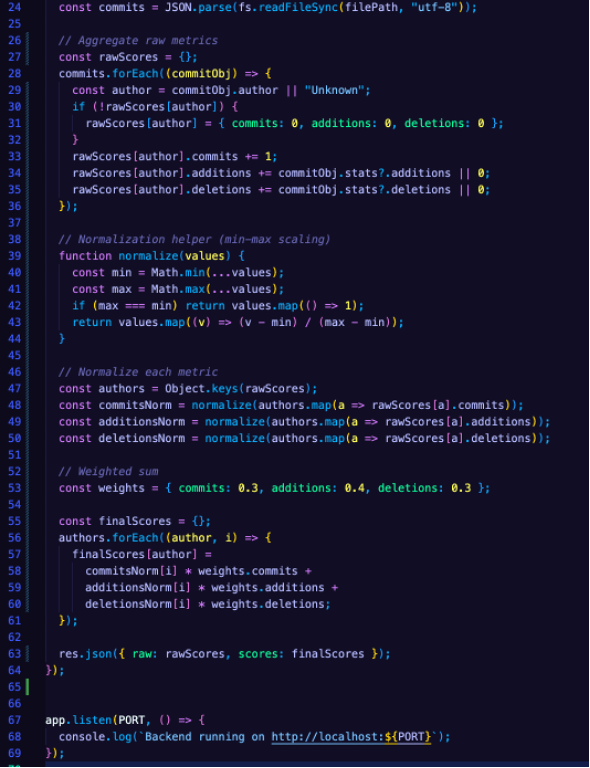 24 const commits = JSON.parse(fs.readFileSync(filePath, "utf-8"));
25
26 // Aggregate raw metrics
27 const rawScores = {};
28 commits.forEach((commitObj) => {
29 const author = commitObj.author || "Unknown";
30 if (!rawScores[author]) {
31 rawScores[author] = { commits: 0, additions: 0, deletions: 0 };
32 }
33 rawScores[author].commits += 1;
34 rawScores[author].additions += commitObj.stats?.additions || 0;
35 rawScores[author].deletions += commitObj.stats?.deletions || 0;
36 });
37
38 // Normalization helper (min-max scaling)
39 function normalize(values) {
40 const min = Math.min(...values);
41 const max = Math.max(...values);
42 if (max === min) return values.map(() => 1);
43 return values.map((v) => (v - min) / (max - min));
44 }
45
46 // Normalize each metric
47 const authors = Object.keys(rawScores);
48 const commitsNorm = normalize(authors.map(a => rawScores[a].commits));
49 const additionsNorm = normalize(authors.map(a => rawScores[a].additions));
50 const deletionsNorm = normalize(authors.map(a => rawScores[a].deletions));
51
52 // Weighted sum
53 const weights = { commits: 0.3, additions: 0.4, deletions: 0.3 };
54
55 const finalScores = {};
56 authors.forEach((author, i) => {
57 finalScores[author] =
58 commitsNorm[i] * weights.commits +
59 additionsNorm[i] * weights.additions +
60 deletionsNorm[i] * weights.deletions;
61 });
62
63 res.json({ raw: rawScores, scores: finalScores });
64 });
65
66
67 app.listen(PORT, () => {
68 console.log(`Backend running on http://localhost:${PORT}`);
69 });